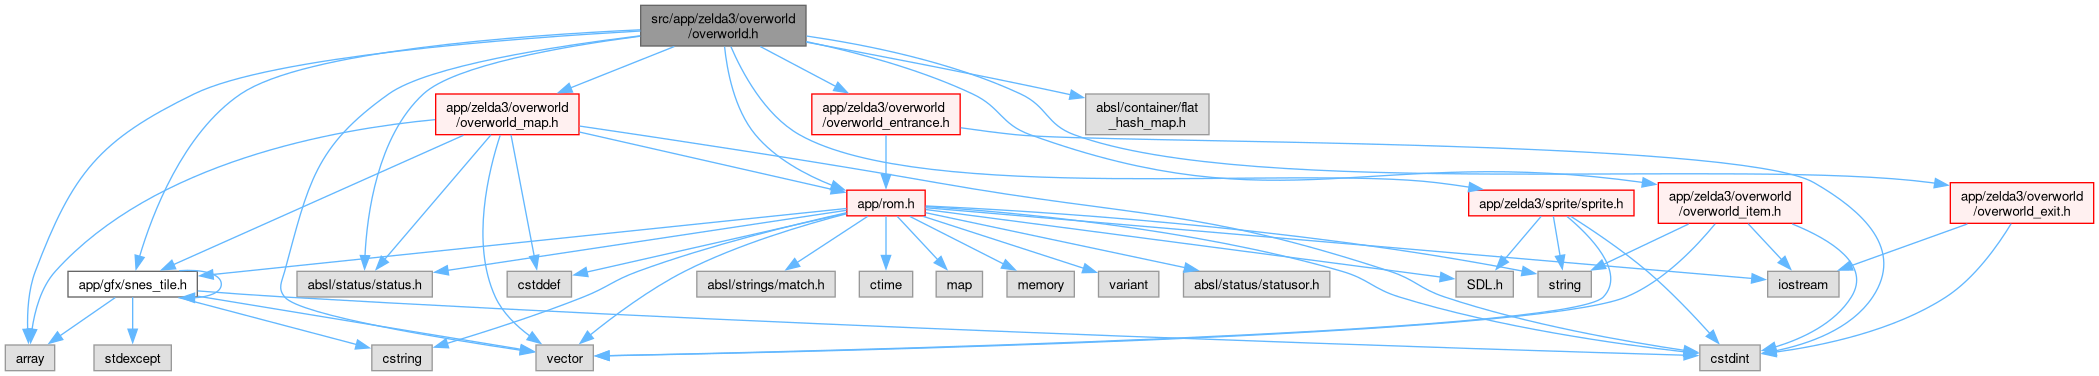 src/app/zelda3/overworld
/overworld.h
app/zelda3/overworld
/overworld_map.h
app/zelda3/overworld
/overworld_entrance.h
absl/container/flat
_hash_map.h
app/rom.h
app/zelda3/sprite/sprite.h
app/zelda3/overworld
/overworld_item.h
app/zelda3/overworld
/overworld_exit.h
app/gfx/snes_tile.h
absl/status/status.h
cstddef
absl/strings/match.h
ctime
map
memory
variant
absl/status/statusor.h
SDL.h
string
iostream
array
stdexcept
cstring
vector
cstdint